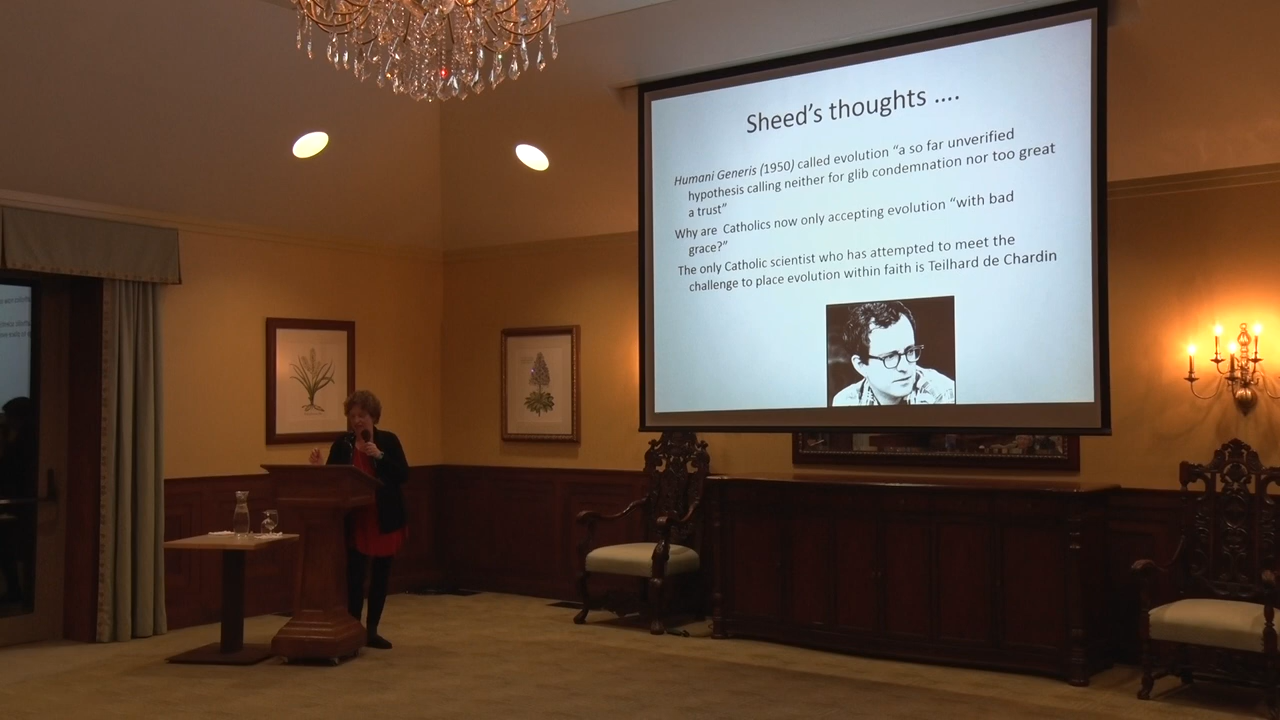 Sheed's thoughts ....
Humani Generis (1950) called evolution "a so far unverified
hypothesis calling neither for glib condemnation nor too great
a trust"
Why are Catholics now only accepting evolution "with bad
grace?"
The only Catholic scientist who has attempted to meet the
challenge to place evolution within faith is Teilhard de Chardin